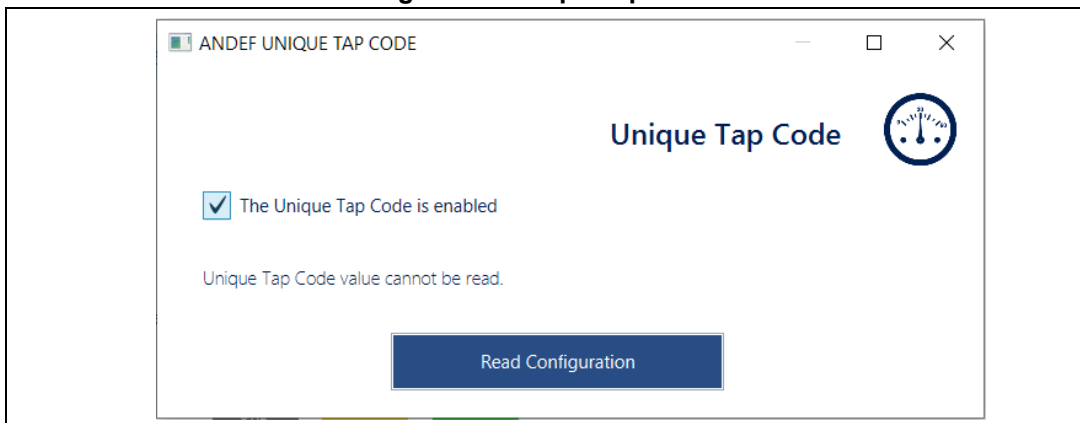 ANDEF UNIQUE TAP CODE
Unique Tap Code
The Unique Tap Code is enabled
Unique Tap Code value cannot be read.
Read Configuration